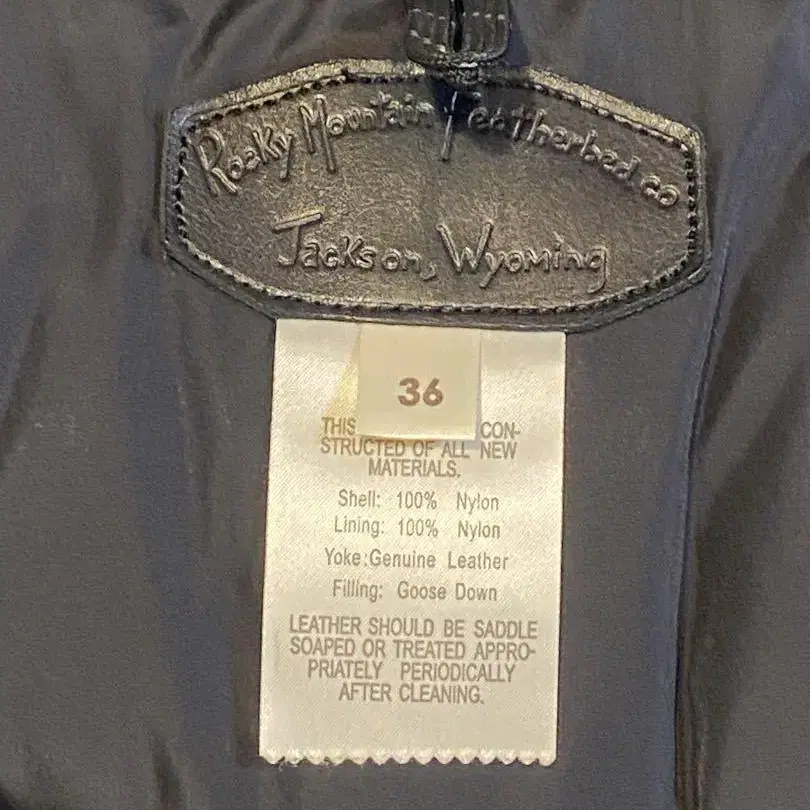 Rocky Mountain Featherbed co
Jackson, Wyoming
36
THIS CON-
STRUCTED OF ALL NEW
MATERIALS.
Shell: 100% Nylon
Lining: 100% Nylon
Yoke:Genuine Leather
Filling: Goose Down
LEATHER SHOULD BE SADDLE
SOAPED OR TREATED APPRO-
PRIATELY PERIODICALLY
AFTER CLEANING.